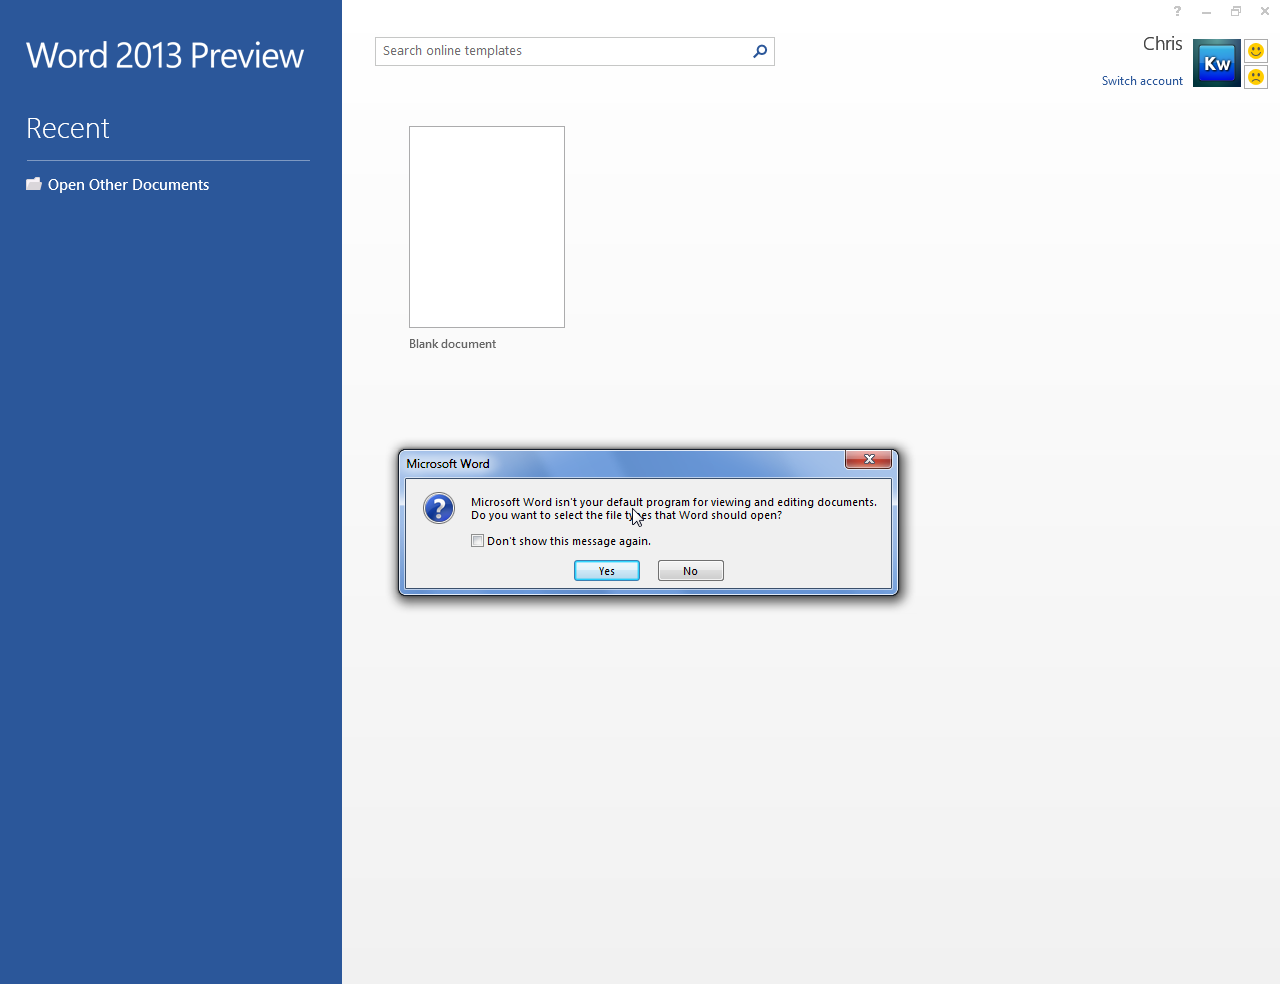 Word 2013 Preview
Recent
Open Other Documents
Search online templates
Chris
Switch account
Kw
Blank document
Microsoft Word
Microsoft Word isn't your default program for viewing and editing documents.
Do you want to select the file types that Word should open?
Don't show this message again.
Yes
No